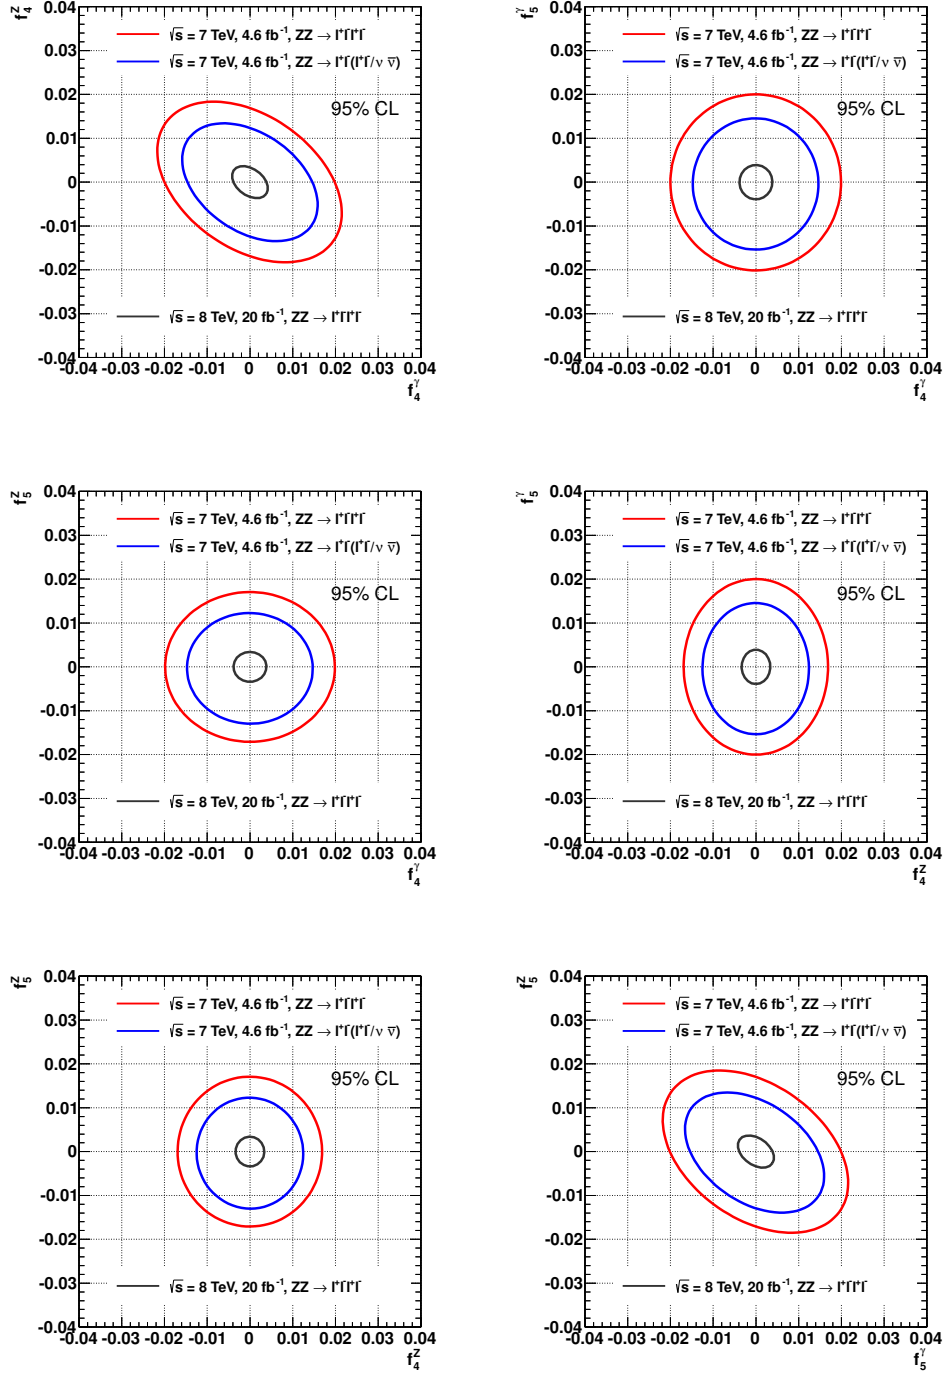 f₄ᶻ
0.04
√s = 7 TeV, 4.6 fb⁻¹, ZZ → l⁺l⁻l⁺l⁻
0.03
√s = 7 TeV, 4.6 fb⁻¹, ZZ → l⁺l⁻(l⁺l⁻/ν ν̅)
0.02
95% CL
0.01
0
-0.01
-0.02
-0.03
√s = 8 TeV, 20 fb⁻¹, ZZ → l⁺l⁻l⁺l⁻
-0.04
-0.04 -0.03 -0.02 -0.01 0 0.01 0.02 0.03 0.04
f₄ᵞ
f₅ᵞ
0.04
√s = 7 TeV, 4.6 fb⁻¹, ZZ → l⁺l⁻l⁺l⁻
0.03
√s = 7 TeV, 4.6 fb⁻¹, ZZ → l⁺l⁻(l⁺l⁻/ν ν̅)
0.02
95% CL
0.01
0
-0.01
-0.02
-0.03
√s = 8 TeV, 20 fb⁻¹, ZZ → l⁺l⁻l⁺l⁻
-0.04
-0.04 -0.03 -0.02 -0.01 0 0.01 0.02 0.03 0.04
f₄ᵞ
f₅ᶻ
0.04
√s = 7 TeV, 4.6 fb⁻¹, ZZ → l⁺l⁻l⁺l⁻
0.03
√s = 7 TeV, 4.6 fb⁻¹, ZZ → l⁺l⁻(l⁺l⁻/ν ν̅)
0.02
95% CL
0.01
0
-0.01
-0.02
-0.03
√s = 8 TeV, 20 fb⁻¹, ZZ → l⁺l⁻l⁺l⁻
-0.04
-0.04 -0.03 -0.02 -0.01 0 0.01 0.02 0.03 0.04
f₄ᵞ
f₅ᵞ
0.04
√s = 7 TeV, 4.6 fb⁻¹, ZZ → l⁺l⁻l⁺l⁻
0.03
√s = 7 TeV, 4.6 fb⁻¹, ZZ → l⁺l⁻(l⁺l⁻/ν ν̅)
0.02
95% CL
0.01
0
-0.01
-0.02
-0.03
√s = 8 TeV, 20 fb⁻¹, ZZ → l⁺l⁻l⁺l⁻
-0.04
-0.04 -0.03 -0.02 -0.01 0 0.01 0.02 0.03 0.04
f₄ᶻ
f₅ᶻ
0.04
√s = 7 TeV, 4.6 fb⁻¹, ZZ → l⁺l⁻l⁺l⁻
0.03
√s = 7 TeV, 4.6 fb⁻¹, ZZ → l⁺l⁻(l⁺l⁻/ν ν̅)
0.02
95% CL
0.01
0
-0.01
-0.02
-0.03
√s = 8 TeV, 20 fb⁻¹, ZZ → l⁺l⁻l⁺l⁻
-0.04
-0.04 -0.03 -0.02 -0.01 0 0.01 0.02 0.03 0.04
f₄ᶻ
f₅ᶻ
0.04
√s = 7 TeV, 4.6 fb⁻¹, ZZ → l⁺l⁻l⁺l⁻
0.03
√s = 7 TeV, 4.6 fb⁻¹, ZZ → l⁺l⁻(l⁺l⁻/ν ν̅)
0.02
95% CL
0.01
0
-0.01
-0.02
-0.03
√s = 8 TeV, 20 fb⁻¹, ZZ → l⁺l⁻l⁺l⁻
-0.04
-0.04 -0.03 -0.02 -0.01 0 0.01 0.02 0.03 0.04
f₅ᵞ